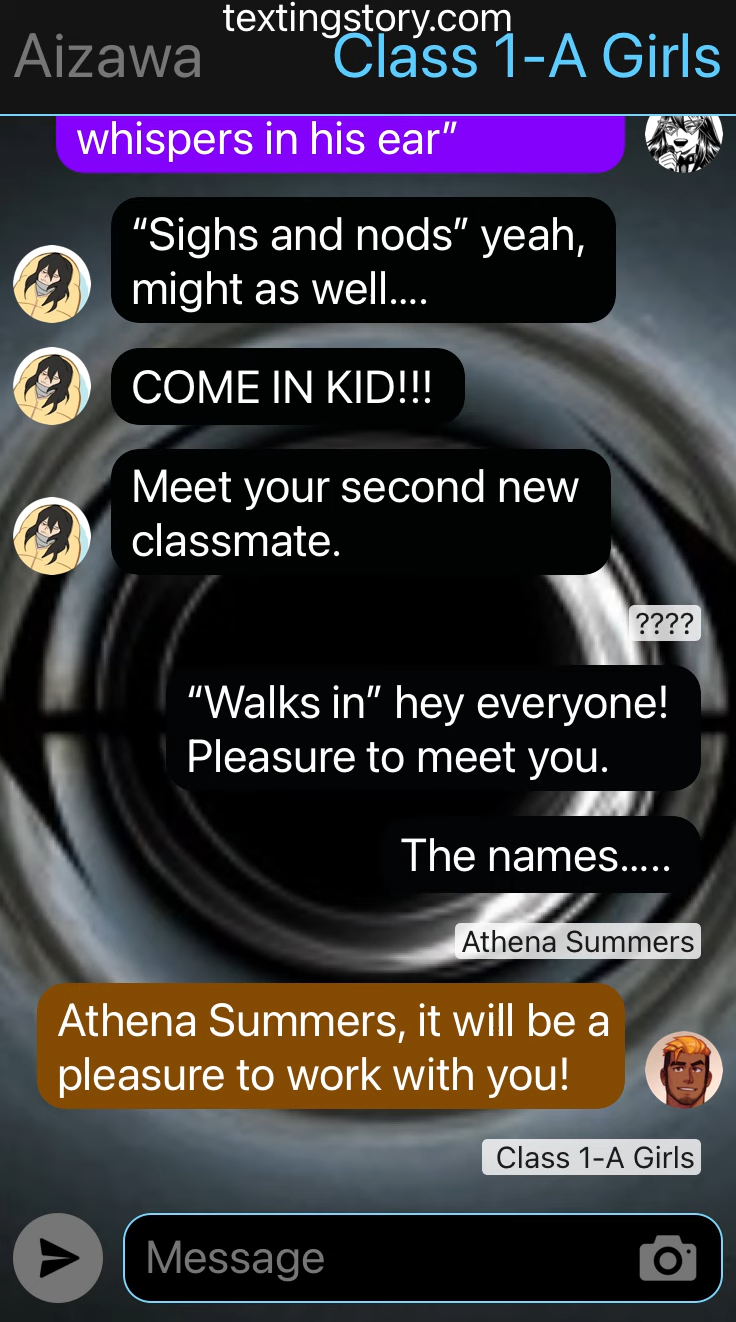 textingstory.com
Aizawa
Class 1-A Girls
whispers in his ear”
“Sighs and nods” yeah,
might as well....
COME IN KID!!!
Meet your second new
classmate.
????
“Walks in” hey everyone!
Pleasure to meet you.
The names.....
Athena Summers
Athena Summers, it will be a
pleasure to work with you!
Class 1-A Girls
Message